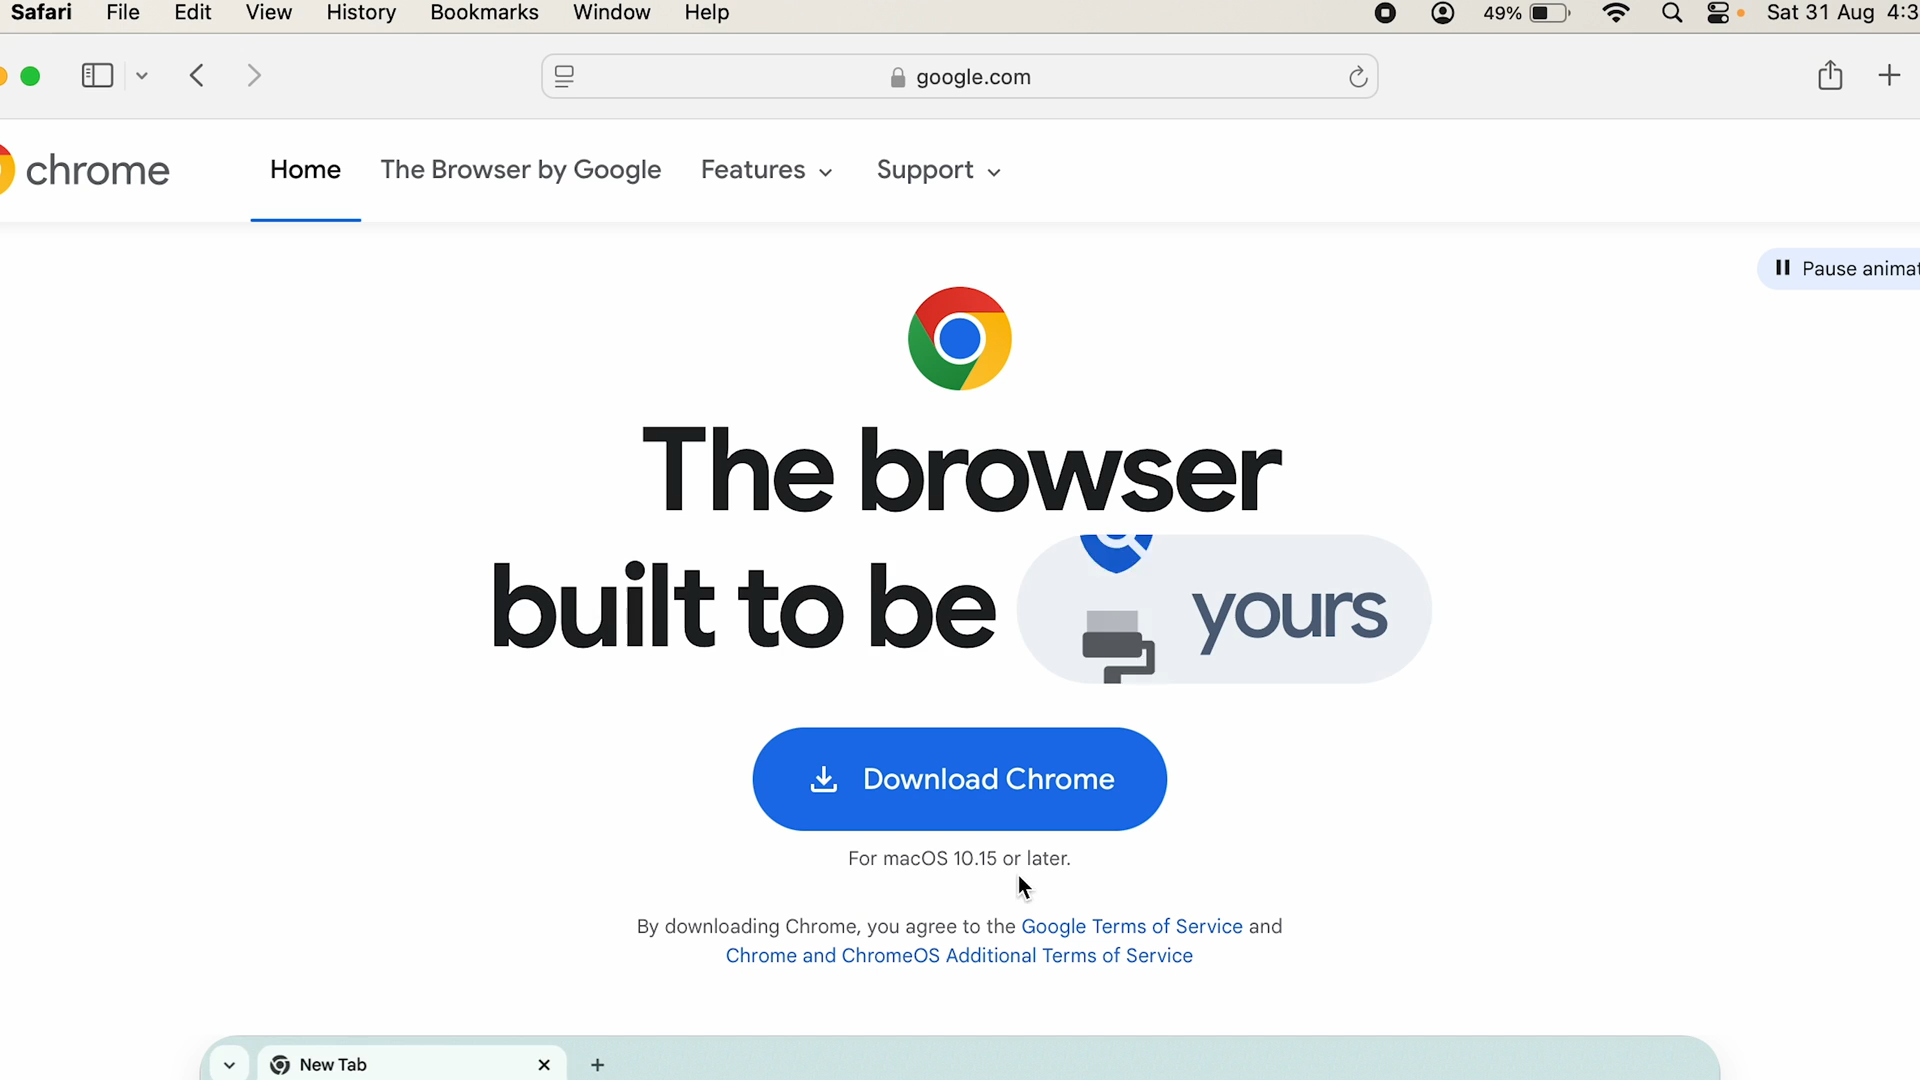 Safari File Edit View History Bookmarks Window Help 49% Sat 31 Aug 4:3
google.com
chrome Home The Browser by Google Features Support
Pause animat
The browser
built to be yours
Download Chrome
For macOS 10.15 or later.
By downloading Chrome, you agree to the Google Terms of Service and
Chrome and ChromeOS Additional Terms of Service
New Tab